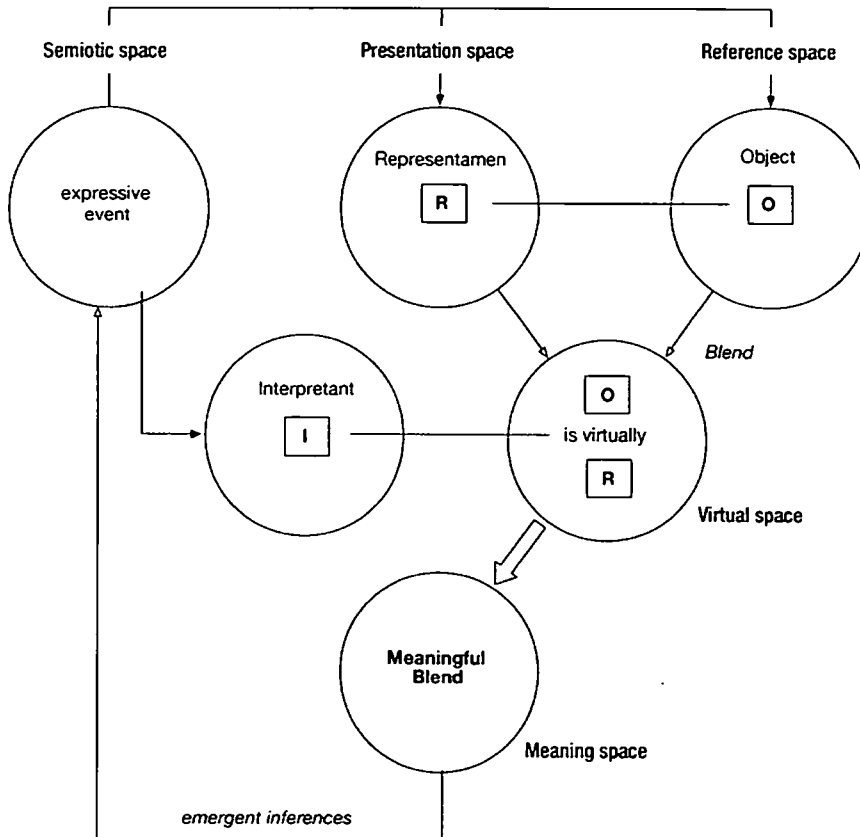 Semiotic space
Presentation space
Reference space
expressive
event
Representamen
R
Object
O
Blend
Interpretant
I
O
is virtually
R
Virtual space
Meaningful
Blend
Meaning space
emergent inferences